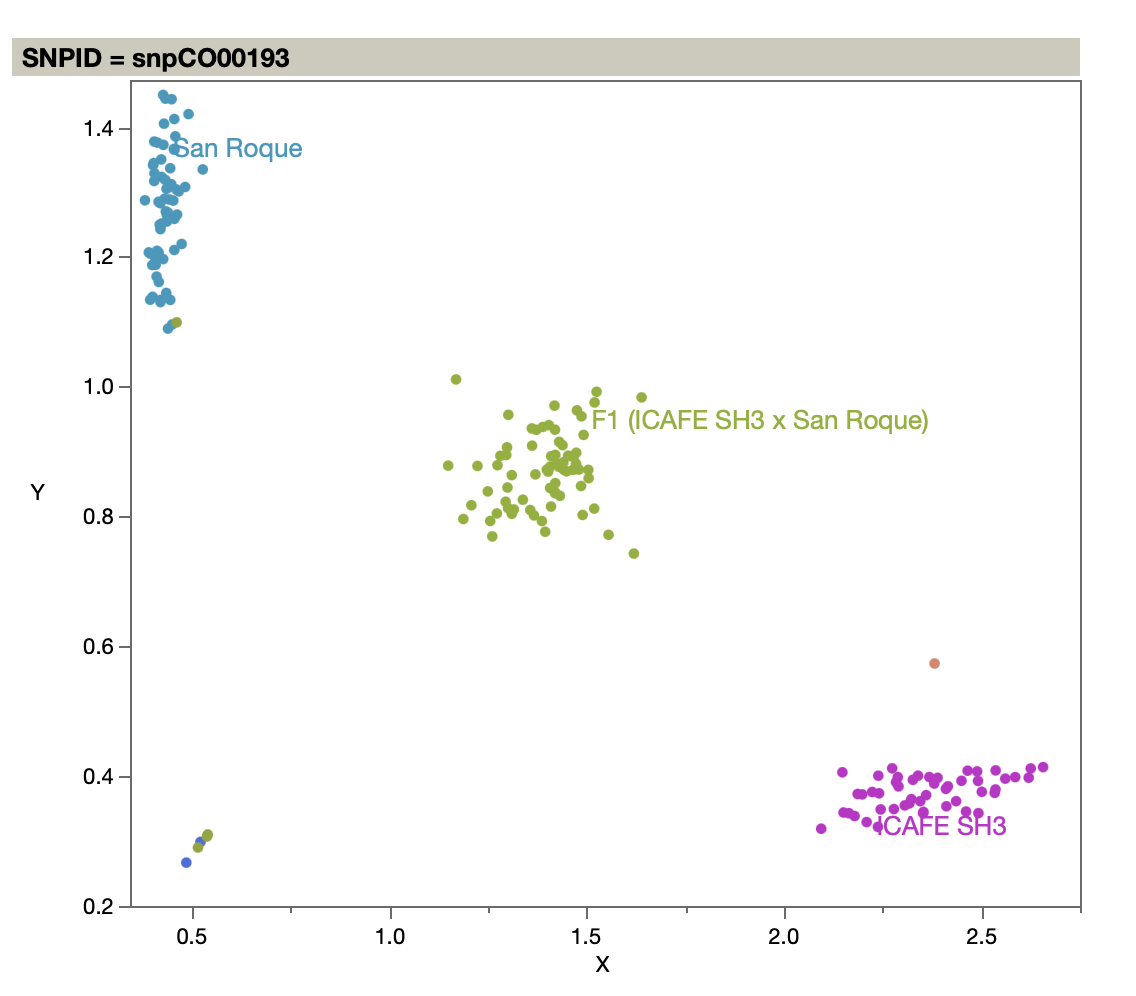 SNPID = snpCO00193
1.4
San Roque
1.2
1.0
F1 (ICAFE SH3 x San Roque)
Y
0.8
0.6
0.4
ICAFE SH3
0.2
0.5 1.0 1.5 2.0 2.5
X